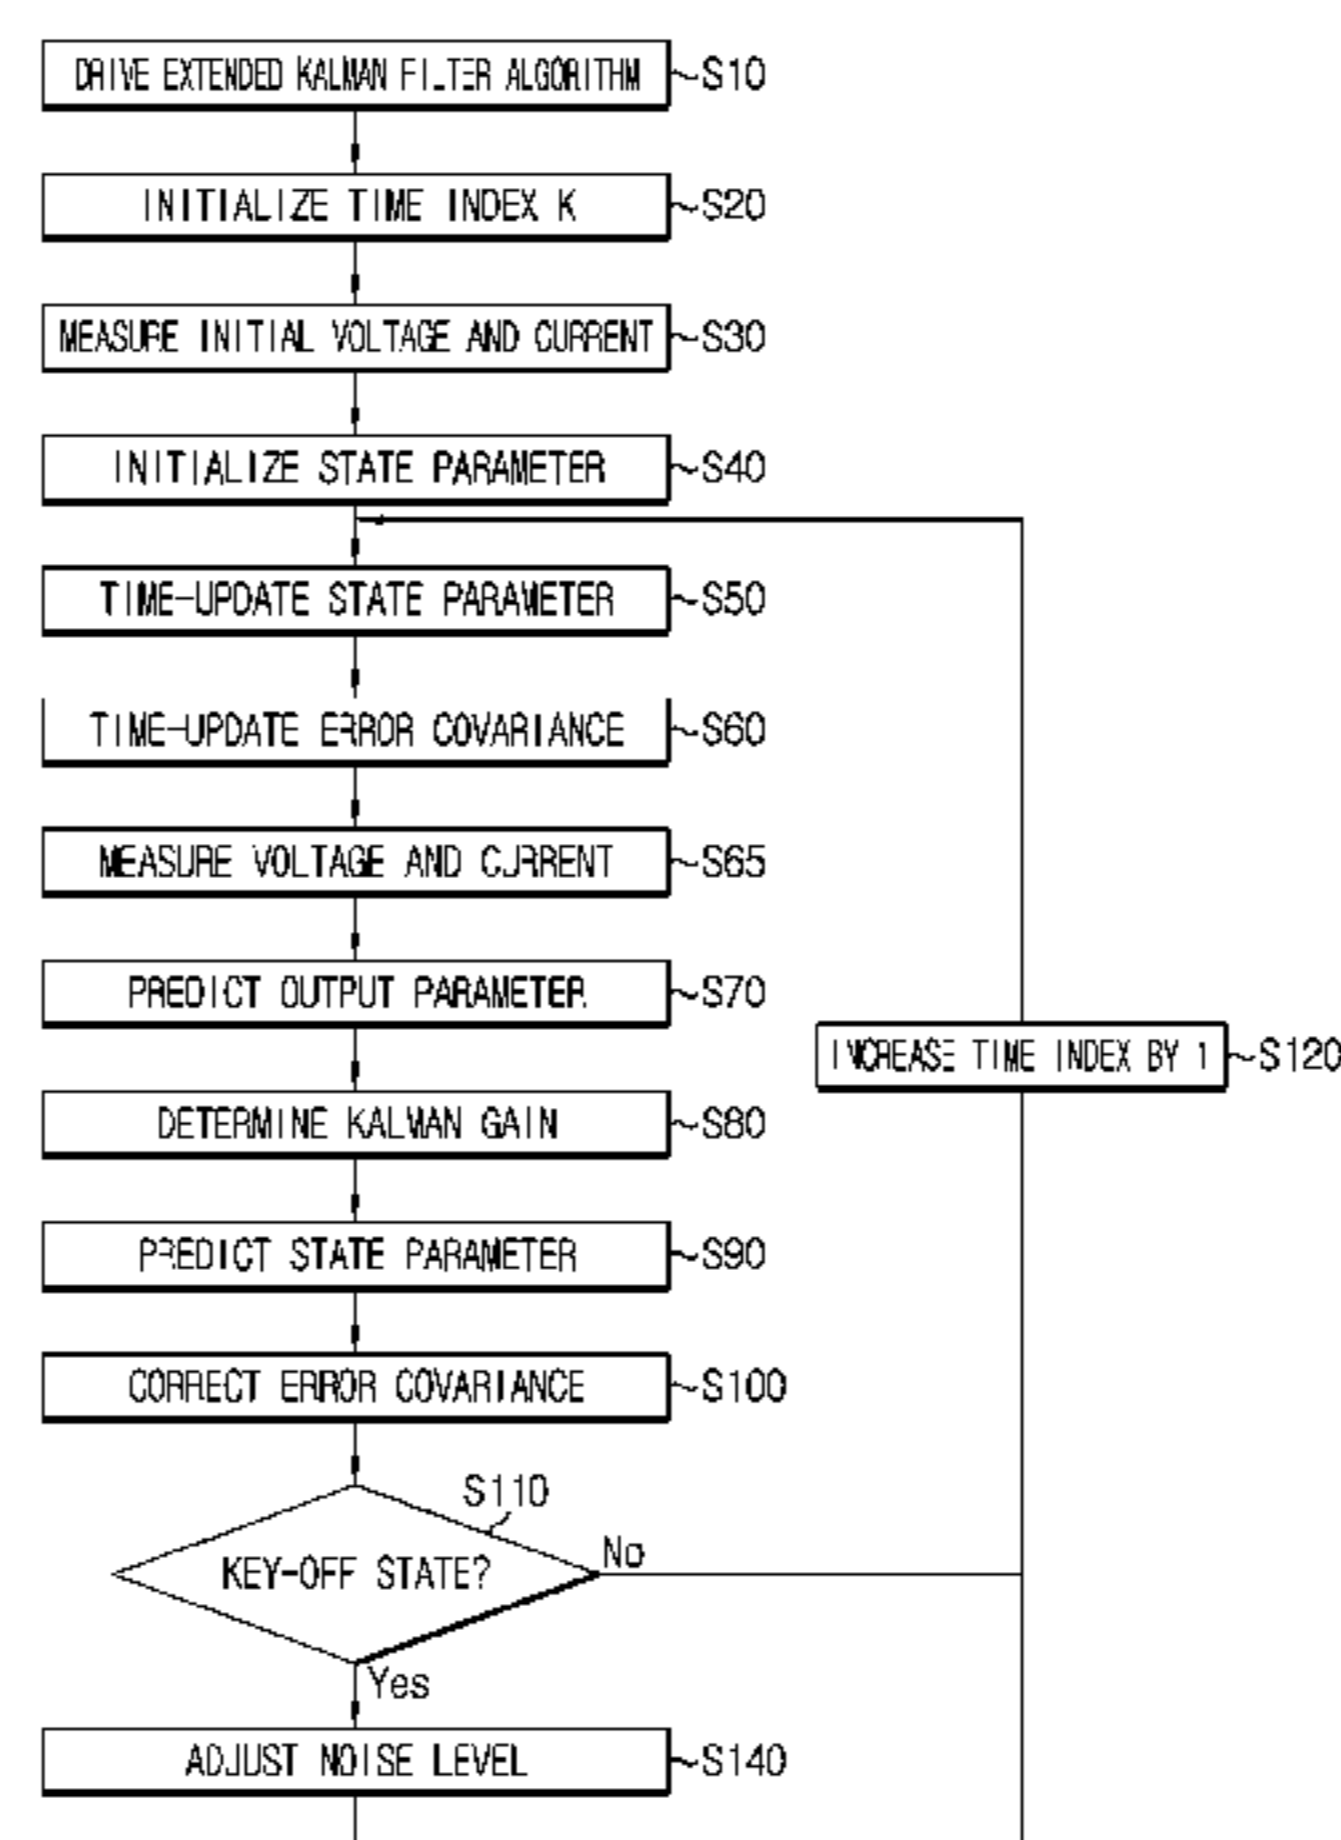 DRIVE EXTENDED KALMAN FILTER ALGORITHM S10
INITIALIZE TIME INDEX K S20
MEASURE INITIAL VOLTAGE AND CURRENT S30
INITIALIZE STATE PARAMETER S40
TIME-UPDATE STATE PARAMETER S50
TIME-UPDATE ERROR COVARIANCE S60
MEASURE VOLTAGE AND CURRENT S65
PREDICT OUTPUT PARAMETER S70
INCREASE TIME INDEX BY 1 S120
DETERMINE KALMAN GAIN S80
PREDICT STATE PARAMETER S90
CORRECT ERROR COVARIANCE S100
S110
KEY-OFF STATE? No
Yes
ADJUST NOISE LEVEL S140